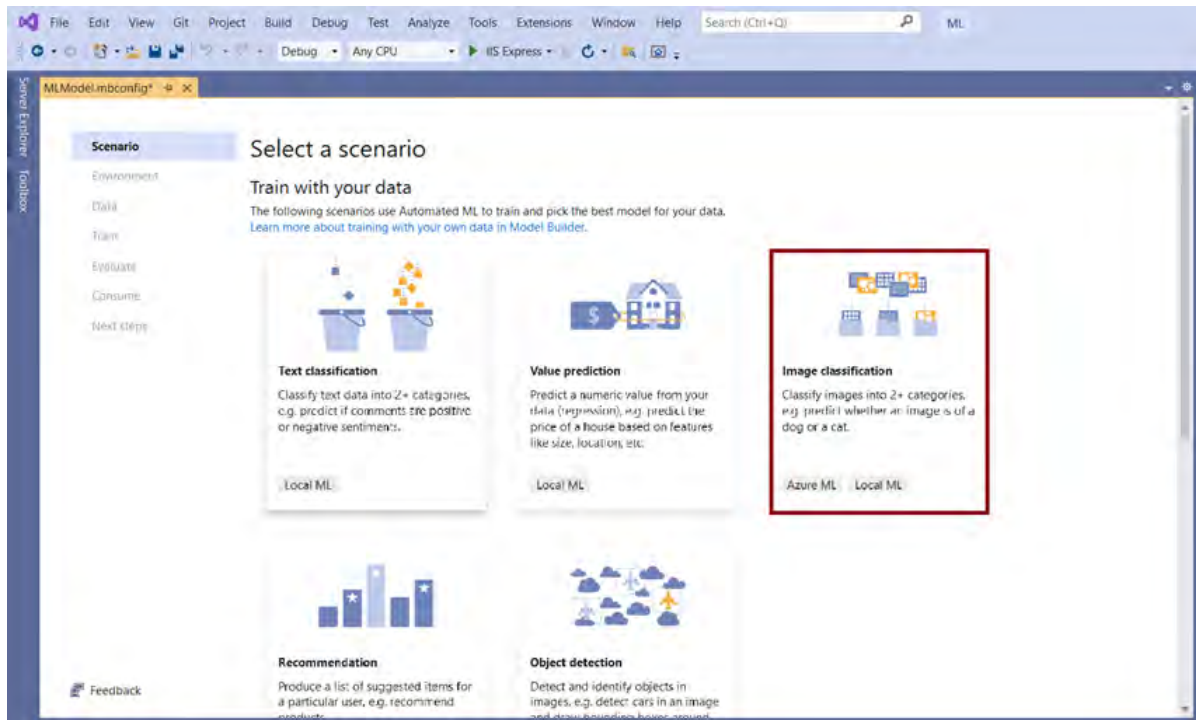 File Edit View Git Project Build Debug Test Analyze Tools Extensions Window Help Search (Ctrl+Q) ML
Debug Any CPU IIS Express
Server Explorer
Toolbox
MLModel.mbconfig*
Scenario
Environment
Data
Train
Evaluate
Consume
Next steps
Select a scenario
Train with your data
The following scenarios use Automated ML to train and pick the best model for your data.
Learn more about training with your own data in Model Builder.
Text classification
Classify text data into 2+ categories,
e.g. predict if comments are positive
or negative sentiments.
Local ML
$
Value prediction
Predict a numeric value from your
data (regression), e.g. predict the
price of a house based on features
like size, location, etc.
Local ML
Image classification
Classify images into 2+ categories,
e.g. predict whether an image is of a
dog or a cat.
Azure ML Local ML
Recommendation
Produce a list of suggested items for
a particular user, e.g. recommend
products
Object detection
Detect and identify objects in
images, e.g. detect cars in an image
and draw bounding boxes around
Feedback